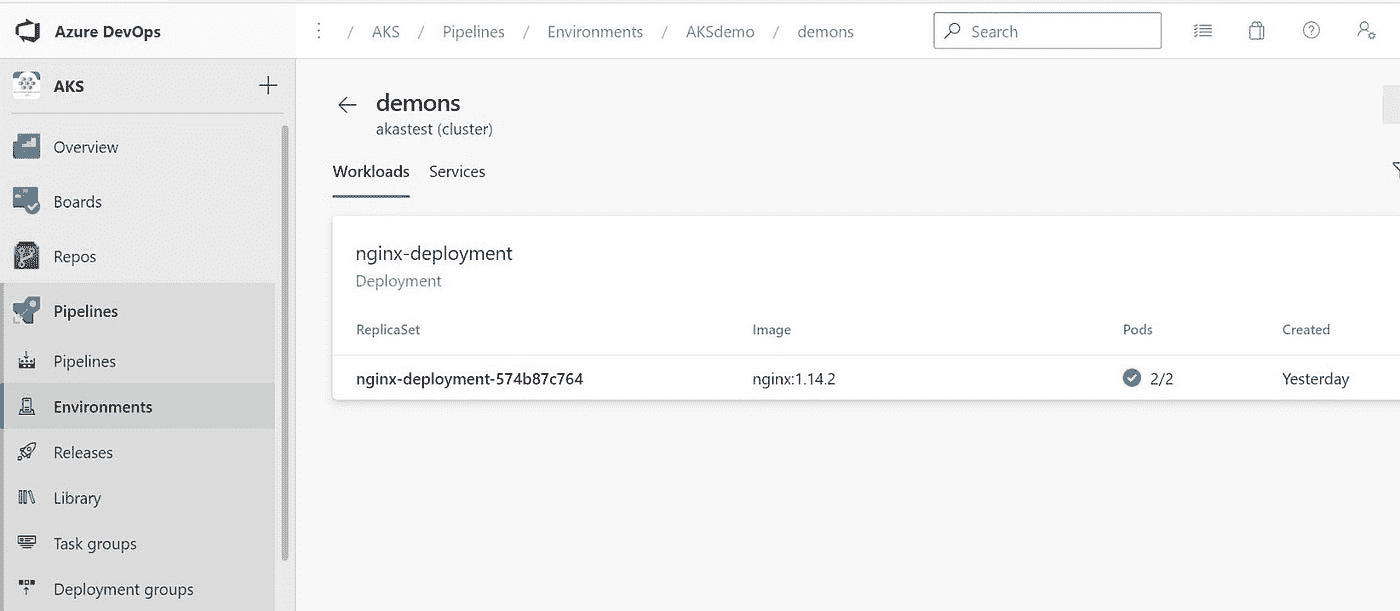 Azure DevOps
/ AKS / Pipelines / Environments / AKSdemo / demons
Search
AKS
Overview
Boards
Repos
Pipelines
Pipelines
Environments
Releases
Library
Task groups
Deployment groups
demons
akastest (cluster)
Workloads Services
nginx-deployment
Deployment
ReplicaSet Image Pods Created
nginx-deployment-574b87c764 nginx:1.14.2 2/2 Yesterday